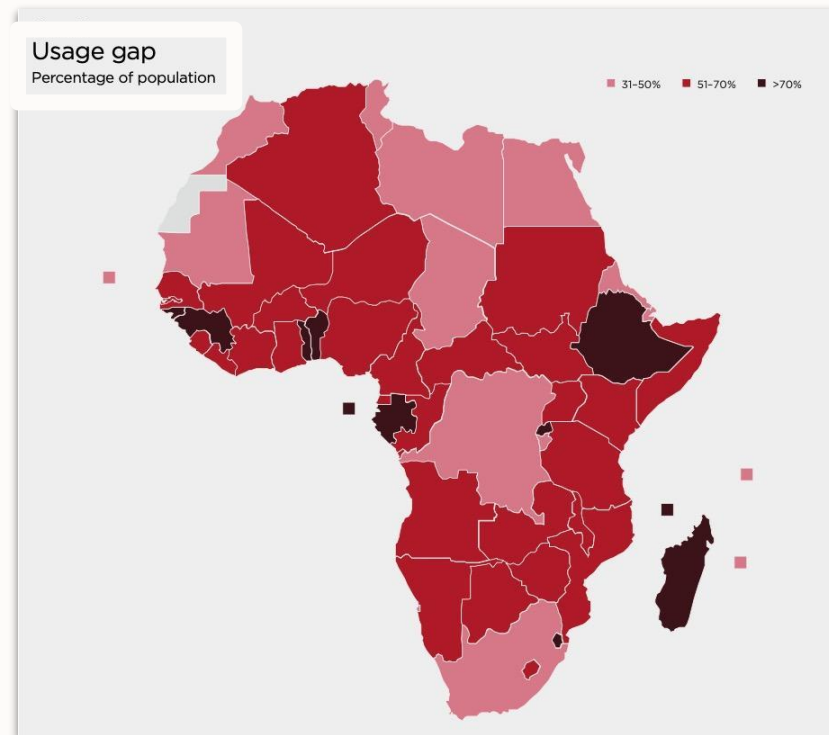 Usage gap
Percentage of population
31–50%
51–70%
>70%